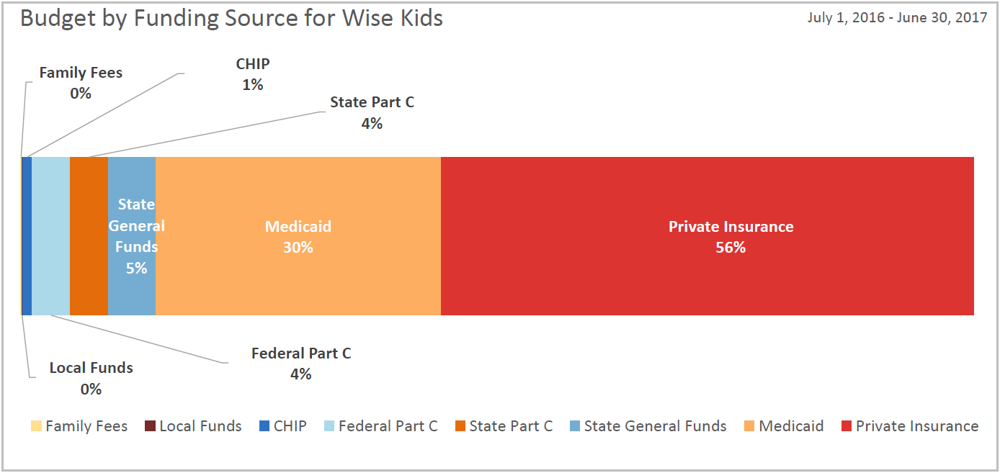 Budget by Funding Source for Wise Kids
July 1, 2016 - June 30, 2017
CHIP
1%
Family Fees
0%
State Part C
4%
State
General
Funds
5%
Medicaid
30%
Private Insurance
56%
Federal Part C
4%
Local Funds
0%
Family Fees
Local Funds
CHIP
Federal Part C
State Part C
State General Funds
Medicaid
Private Insurance